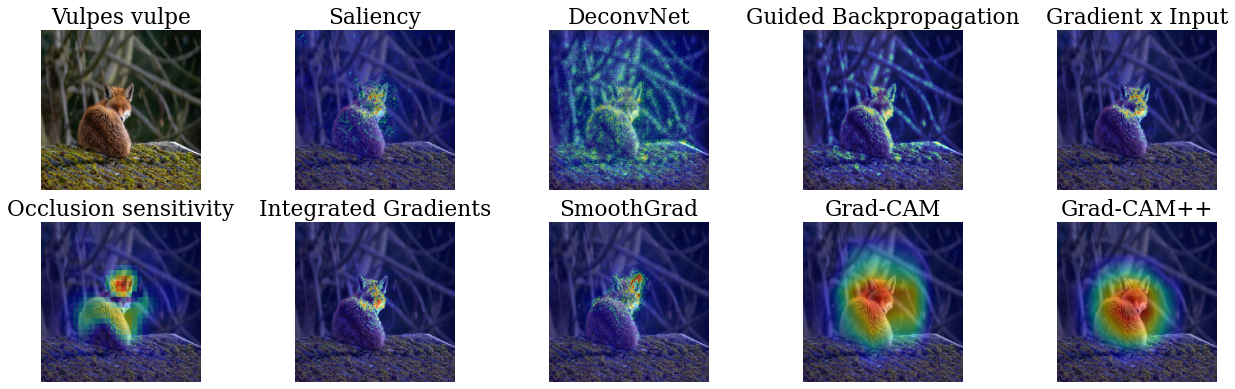 Vulpes vulpe
Saliency
DeconvNet
Guided Backpropagation
Gradient x Input
Occlusion sensitivity
Integrated Gradients
SmoothGrad
Grad-CAM
Grad-CAM++